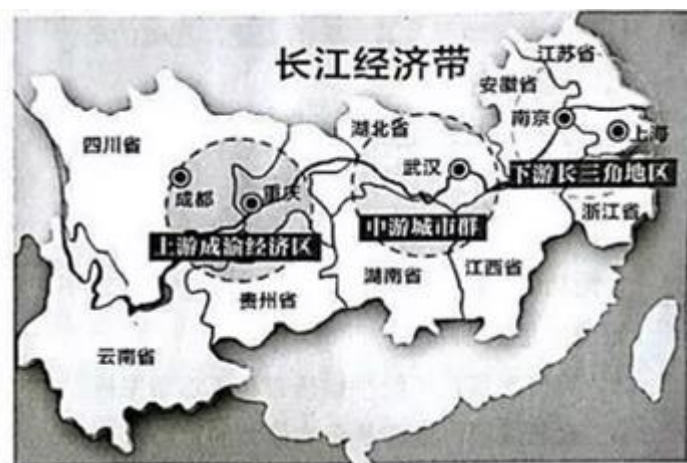 长江经济带
江苏省
安徽省
南京
上海
四川省
湖北省
武汉
成都
重庆
下游长三角地区
浙江省
上游成渝经济区
中游城市群
江西省
湖南省
贵州省
云南省